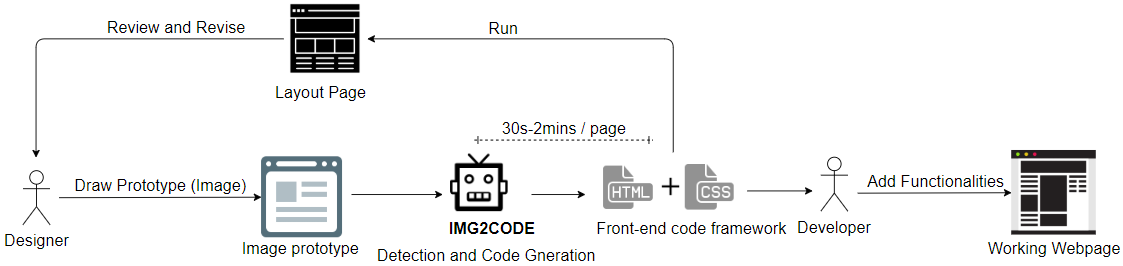 Review and Revise
Run
Layout Page
30s-2mins / page
Draw Prototype (Image)
HTML
+
CSS
Add Functionalities
Designer
Image prototype
IMG2CODE
Detection and Code Gneration
Front-end code framework
Developer
Working Webpage